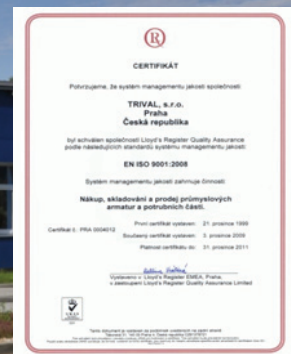 CERTIFIKÁT
Potvrzujeme, že systém managementu jakosti společnosti:
TRIVAL, s.r.o.
Praha
Česká republika
byl schválen společností Lloyd's Register Quality Assurance
podle následujících standardů systému managementu jakosti:
EN ISO 9001:2008
Systém managementu jakosti zahrnuje činnosti:
Nákup, skladování a prodej průmyslových
armatur a potrubních částí.
První certifikát vystaven: 21. prosince 1999
Certifikát č.: PRA 0004012
Současný certifikát vystaven: 3. prosince 2008
Platnost certifikátu do: 31. prosince 2011
Vystaveno v: Lloyd's Register EMEA, Praha,
v zastoupení Lloyd's Register Quality Assurance Limited
UKAS